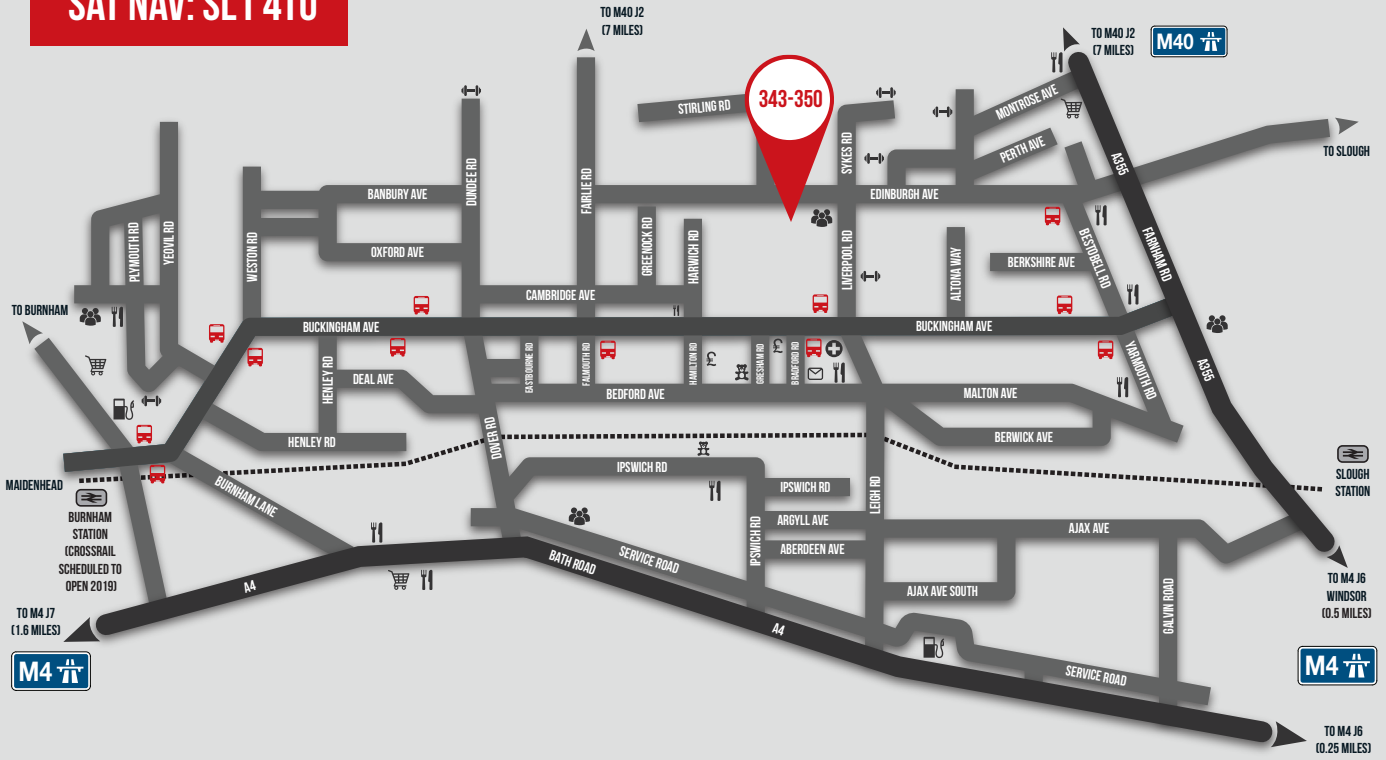 SAT NAV: SL1 4TU
TO M40 J2
(7 MILES)
TO M40 J2
(7 MILES)
M40
343-350
STIRLING RD
SYKES RD
MONTROSE AVE
PERTH AVE
A355
TO SLOUGH
BANBURY AVE
DUNDEE RD
FAIRLIE RD
EDINBURGH AVE
PLYMOUTH RD
YEOVIL RD
WESTON RD
OXFORD AVE
GREENOCK RD
HARWICH RD
LIVERPOOL RD
ALTONA WAY
BERKSHIRE AVE
BESTOBELL RD
FARNHAM RD
CAMBRIDGE AVE
TO BURNHAM
BUCKINGHAM AVE
BUCKINGHAM AVE
HENLEY RD
DEAL AVE
EASTBOURNE RD
FALMOUTH RD
HAMILTON RD
£
GRESHAM RD
£
BRADFORD RD
YARMOUTH RD
A355
BEDFORD AVE
MALTON AVE
HENLEY RD
DOVER RD
BERWICK AVE
IPSWICH RD
IPSWICH RD
LEIGH RD
SLOUGH
STATION
MAIDENHEAD
BURNHAM
STATION
(CROSSRAIL
SCHEDULED TO
OPEN 2019)
BURNHAM LANE
ARGYLL AVE
IPSWICH RD
ABERDEEN AVE
AJAX AVE
SERVICE ROAD
BATH ROAD
A4
AJAX AVE SOUTH
GALVIN ROAD
TO M4 J6
WINDSOR
(0.5 MILES)
TO M4 J7
(1.6 MILES)
A4
M4
M4
SERVICE ROAD
TO M4 J6
(0.25 MILES)